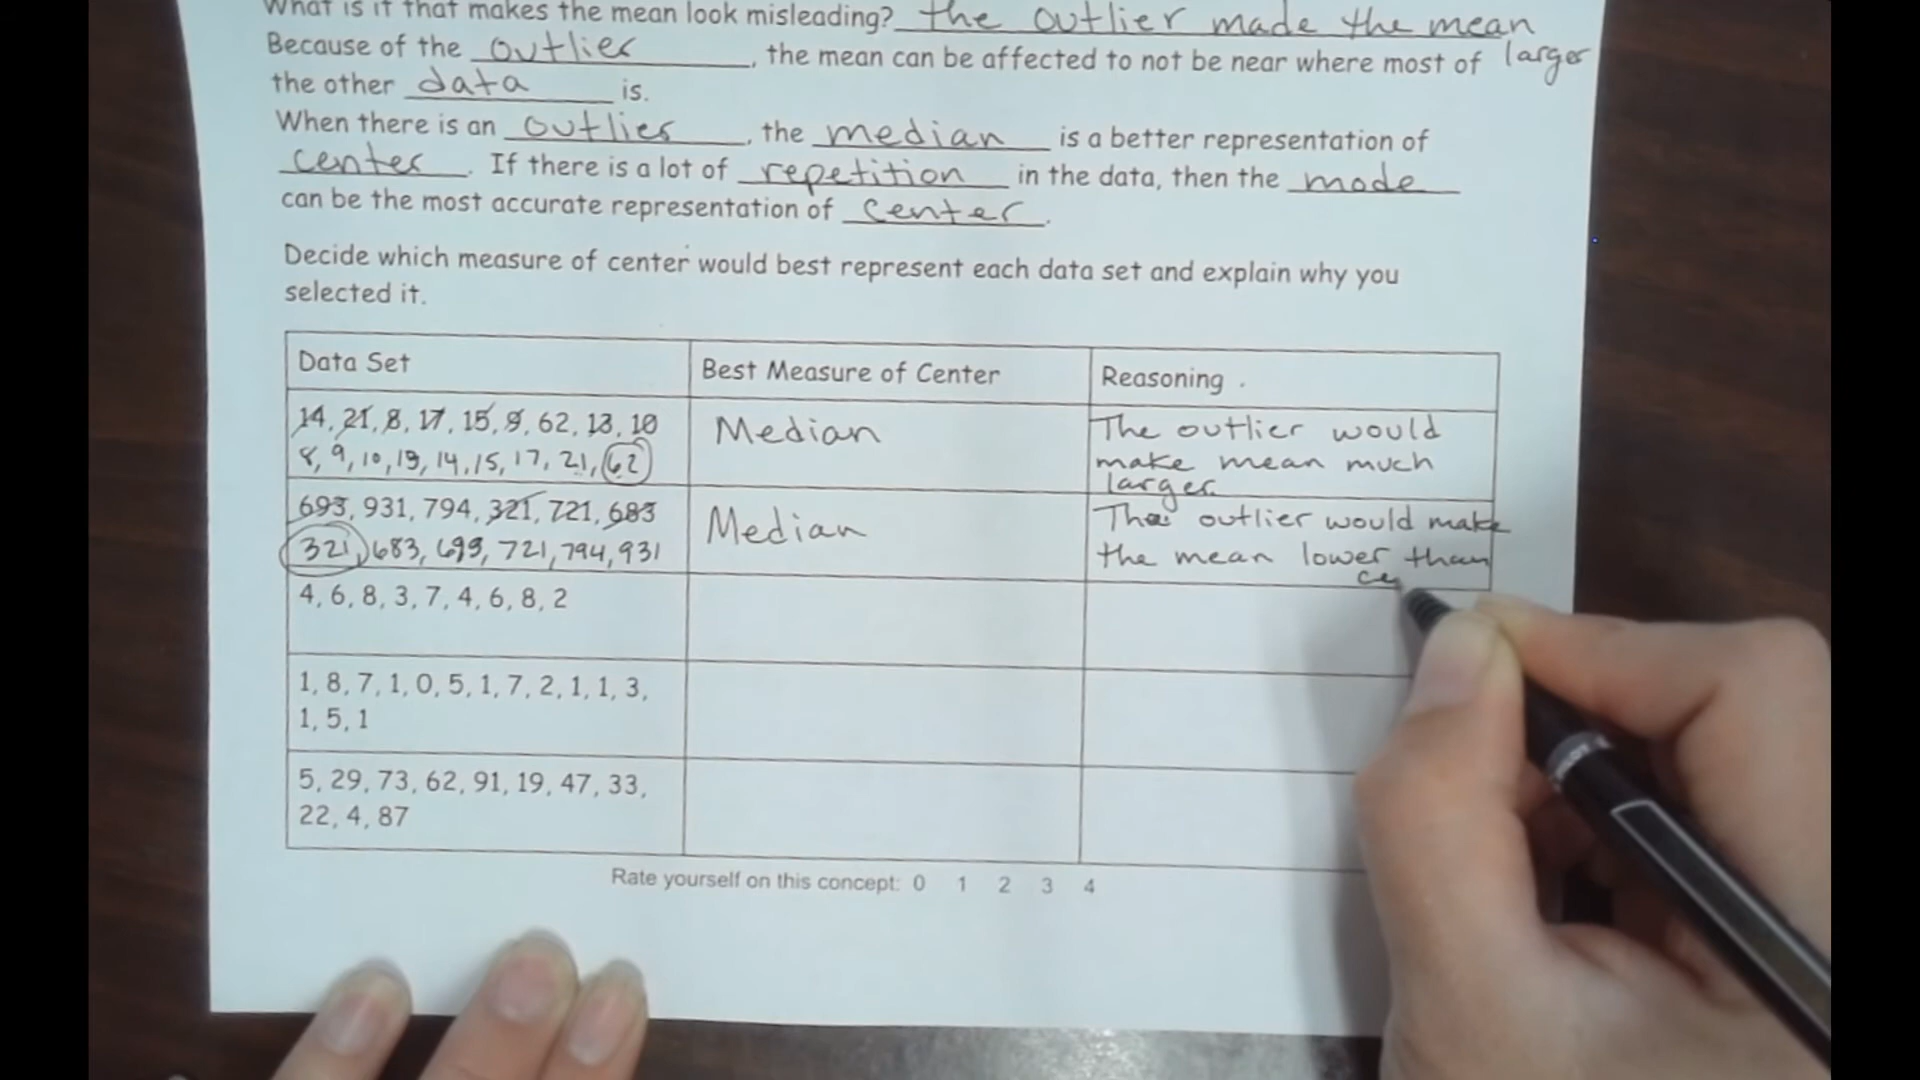 What is it that makes the mean look misleading? the outlier made the mean
larger
Because of the outlier, the mean can be affected to not be near where most of
the other data is.
When there is an outlier, the median is a better representation of
center. If there is a lot of repetition in the data, then the mode
can be the most accurate representation of center.
Decide which measure of center would best represent each data set and explain why you
selected it.
Data Set
Best Measure of Center
Reasoning
14, 21, 8, 17, 15, 9, 62, 13, 10
8, 9, 10, 13, 14, 15, 17, 21, 62
Median
The outlier would
make mean much
larger.
693, 931, 794, 321, 721, 683
321, 683, 693, 721, 794, 931
Median
The outlier would make
the mean lower than
4, 6, 8, 3, 7, 4, 6, 8, 2
1, 8, 7, 1, 0, 5, 1, 7, 2, 1, 1, 3,
1, 5, 1
5, 29, 73, 62, 91, 19, 47, 33,
22, 4, 87
Rate yourself on this concept: 0 1 2 3 4